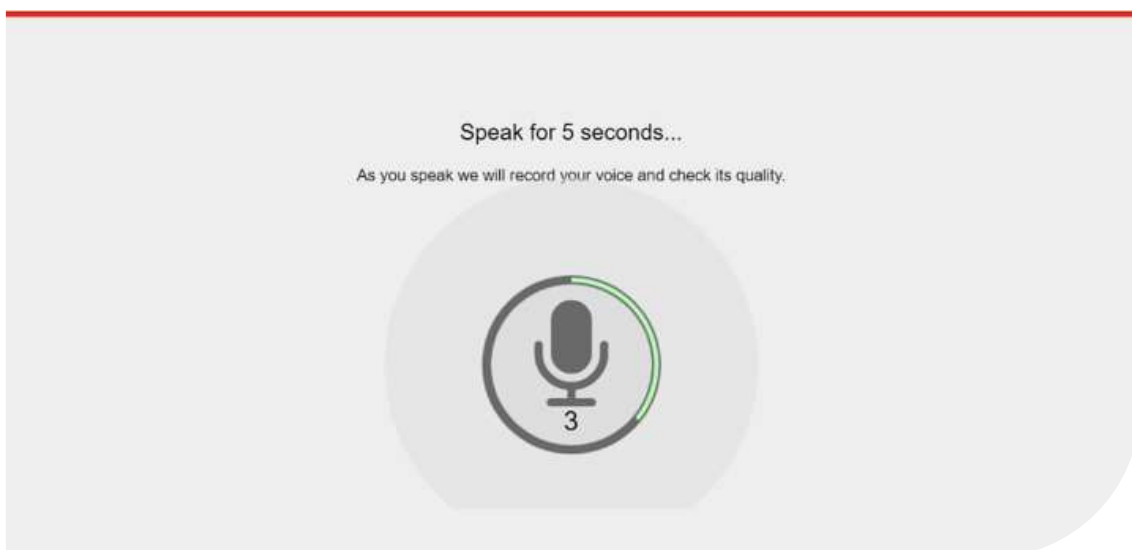 Speak for 5 seconds...
As you speak we will record your voice and check its quality.
3